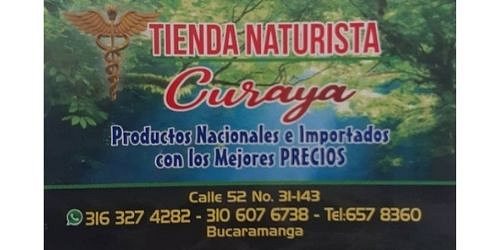 TIENDA NATURISTA
Curaya
Productos Nacionales e Importados
con los Mejores PRECIOS
Calle 52 No. 31-143
316 327 4282 - 310 607 6738 - Tel:657 8360
Bucaramanga